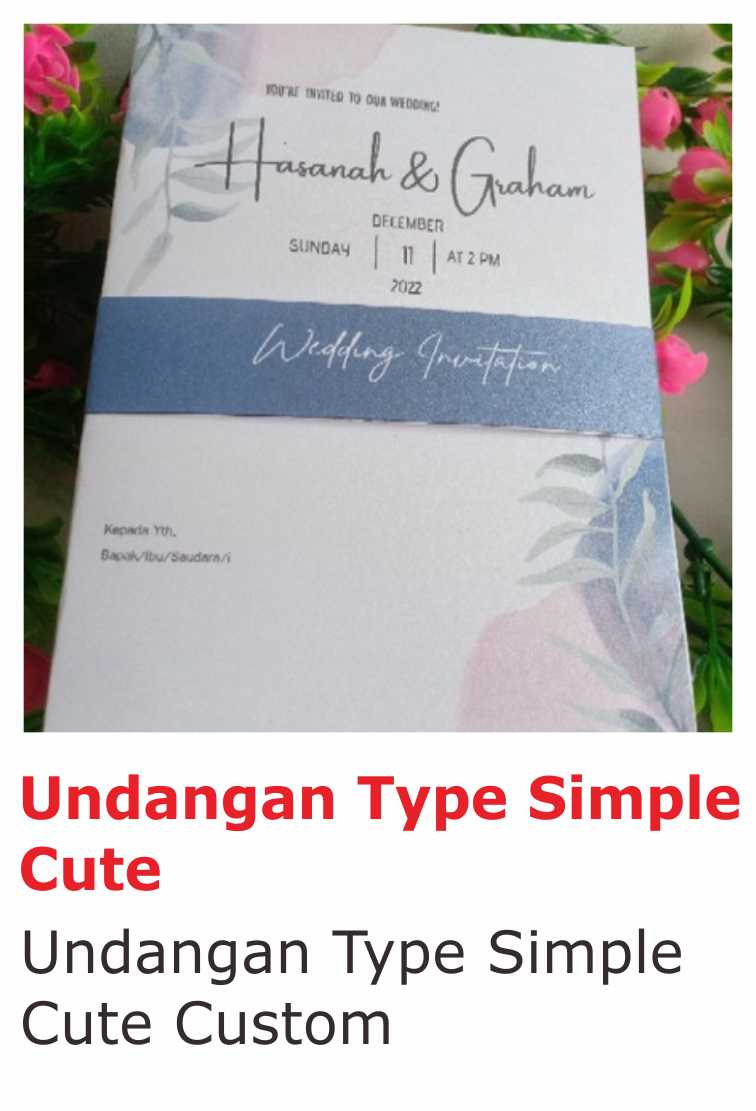 YOU'RE INVITED TO OUR WEDDING!
Hasanah & Graham
DECEMBER
SUNDAY | 11 | AT 2 PM
2022
Wedding Invitation
Kepada Yth.
Bapak/Ibu/Saudara/i
Undangan Type Simple
Cute
Undangan Type Simple
Cute Custom